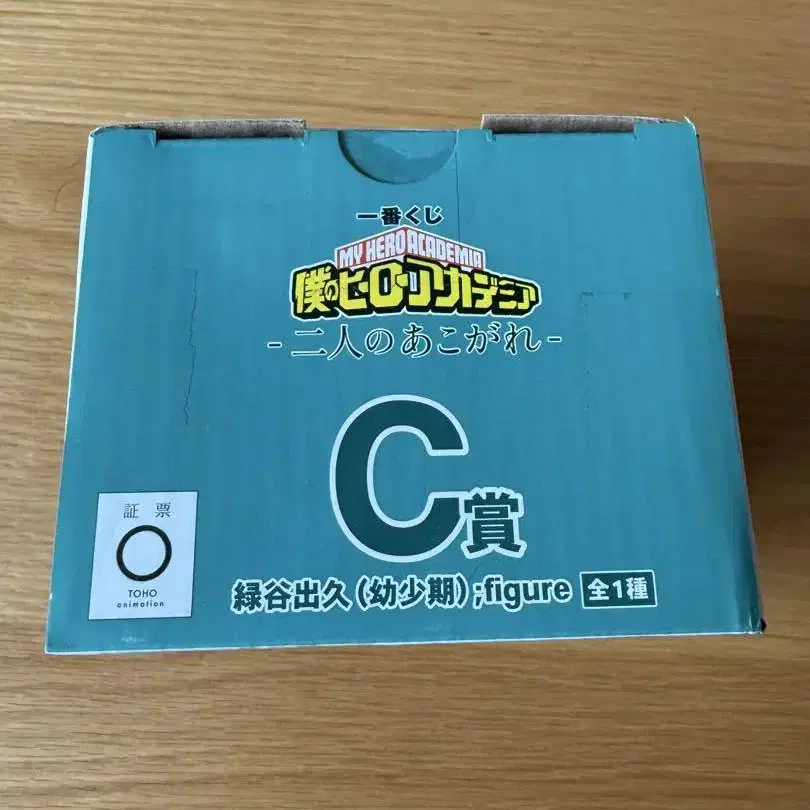 一番くじ
MY HERO ACADEMIA
僕のヒーローアカデミア
-二人のあこがれ-
C賞
証票
TOHO
animation
緑谷出久(幼少期);figure 全1種